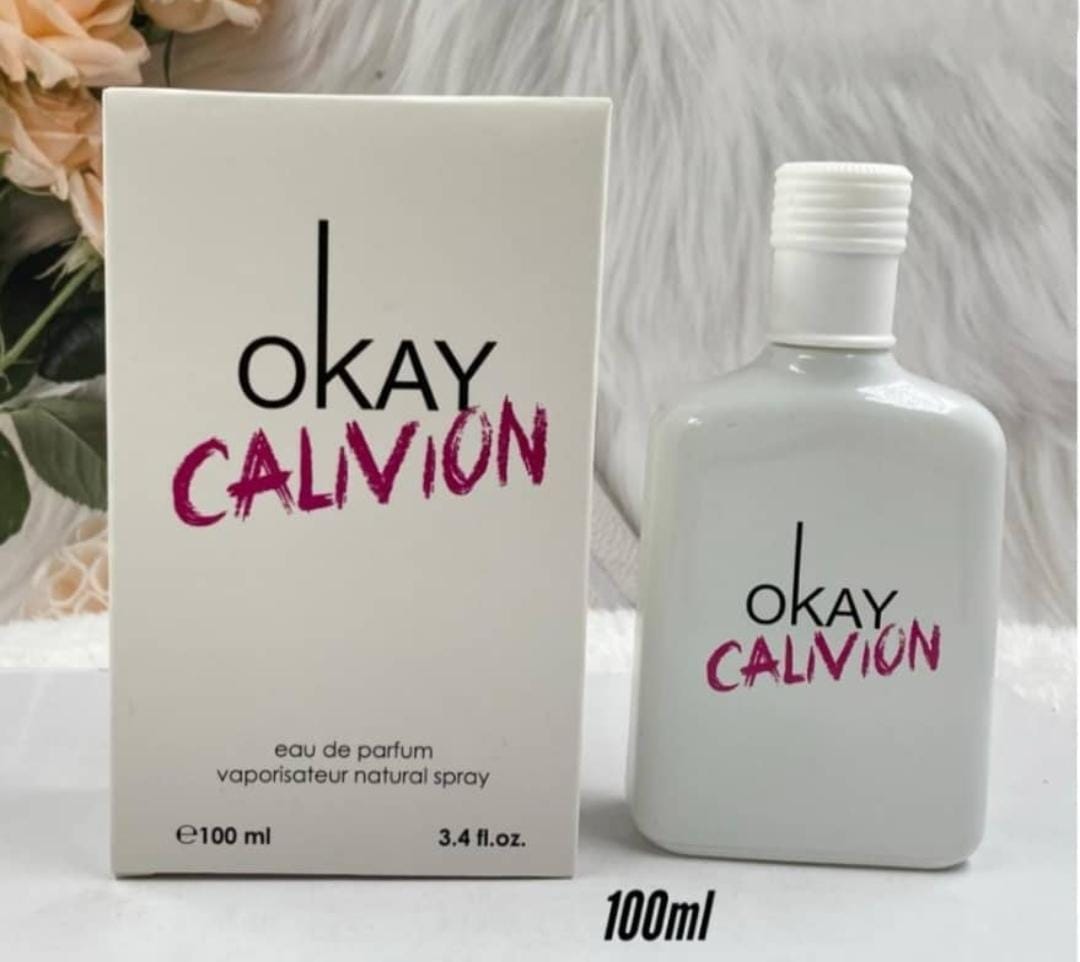 OKAY
CALIVION
eau de parfum
vaporisateur natural spray
℮100 ml 3.4 fl.oz.
OKAY
CALIVION
100ml